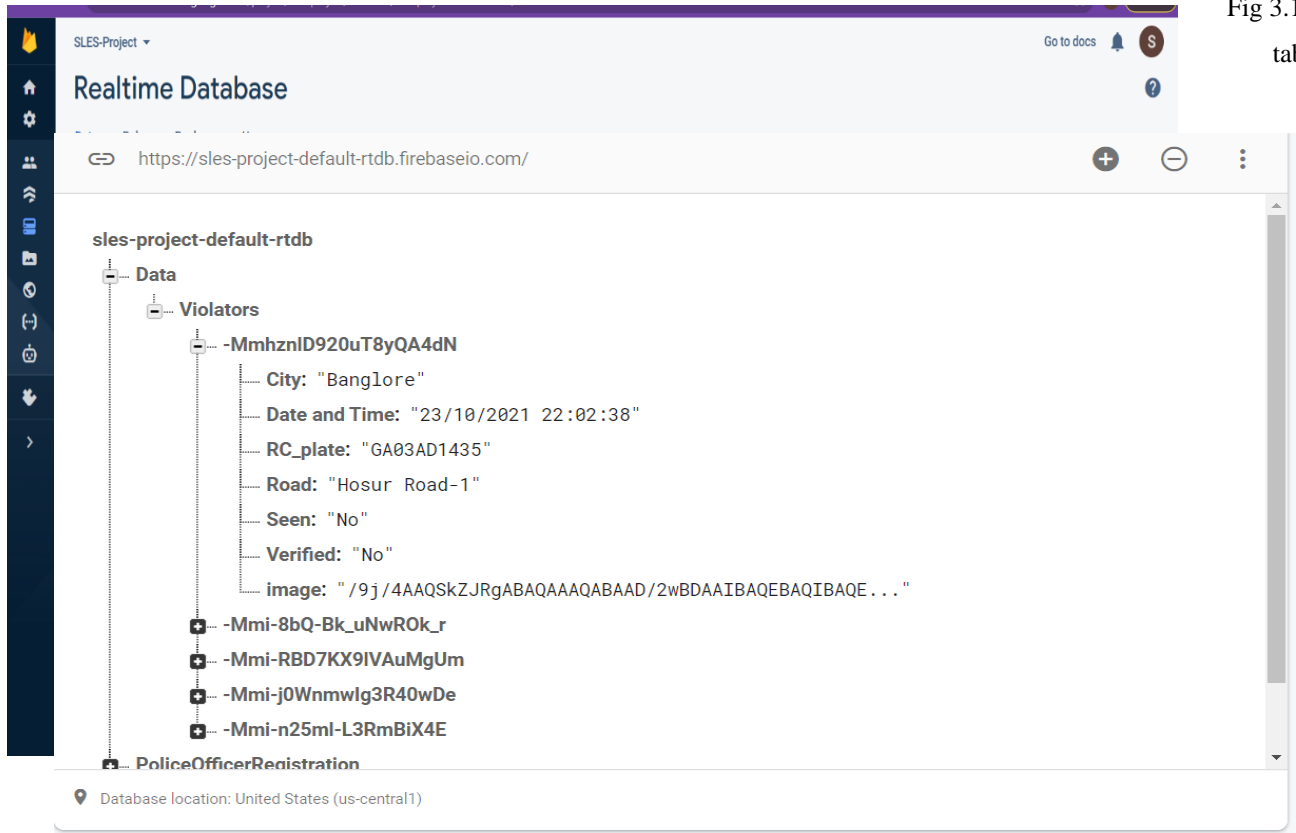 Fig 3.1
SLES-Project
Go to docs
S
tab
Realtime Database
https://sles-project-default-rtdb.firebaseio.com/
sles-project-default-rtdb
Data
Violators
-MmhznID920uT8yQA4dN
City: "Banglore"
Date and Time: "23/10/2021 22:02:38"
RC_plate: "GA03AD1435"
Road: "Hosur Road-1"
Seen: "No"
Verified: "No"
image: "/9j/4AAQSkZJRgABAQAAAQABAAD/2wBDAAIBAQEBAQIBAQE..."
-Mmi-8bQ-Bk_uNwROk_r
-Mmi-RBD7KX9lVAuMgUm
-Mmi-j0WnmwIg3R40wDe
-Mmi-n25ml-L3RmBiX4E
PoliceOfficerRegistration
Database location: United States (us-central1)